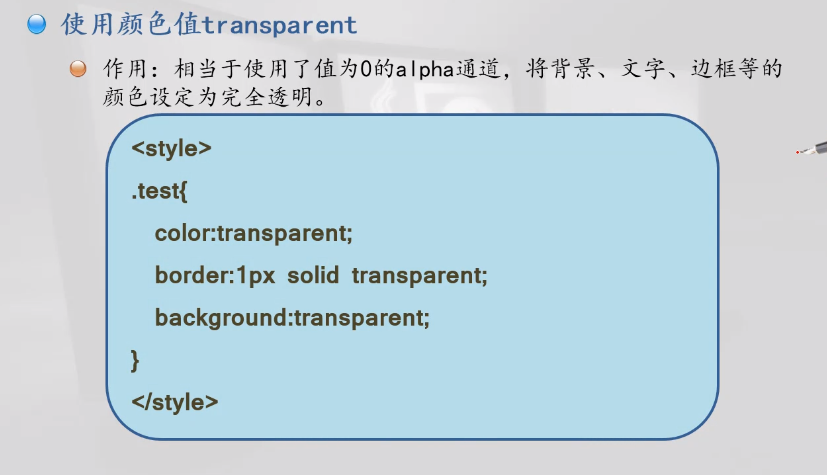 使用颜色值transparent
作用：相当于使用了值为0的alpha通道，将背景、文字、边框等的
颜色设定为完全透明。
<style>
.test{
color:transparent;
border:1px solid transparent;
background:transparent;
}
</style>